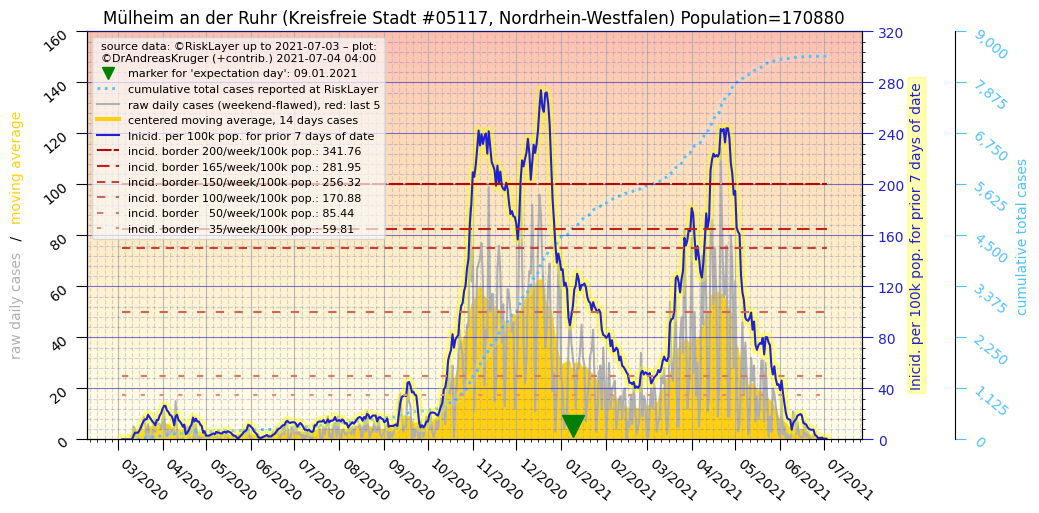 Mülheim an der Ruhr (Kreisfreie Stadt #05117, Nordrhein-Westfalen) Population=170880
source data: ©RiskLayer up to 2021-07-03 – plot:
©DrAndreasKruger (+contrib.) 2021-07-04 04:00
marker for 'expectation day': 09.01.2021
cumulative total cases reported at RiskLayer
raw daily cases (weekend-flawed), red: last 5
centered moving average, 14 days cases
Inicid. per 100k pop. for prior 7 days of date
incid. border 200/week/100k pop.: 341.76
incid. border 165/week/100k pop.: 281.95
incid. border 150/week/100k pop.: 256.32
incid. border 100/week/100k pop.: 170.88
incid. border   50/week/100k pop.: 85.44
incid. border   35/week/100k pop.: 59.81
raw daily cases / moving average
160
140
120
100
80
60
40
20
0
320
280
240
200
160
120
80
40
0
Inicid. per 100k pop. for prior 7 days of date
9,000
7,875
6,750
5,625
4,500
3,375
2,250
1,125
0
cumulative total cases
03/2020
04/2020
05/2020
06/2020
07/2020
08/2020
09/2020
10/2020
11/2020
12/2020
01/2021
02/2021
03/2021
04/2021
05/2021
06/2021
07/2021